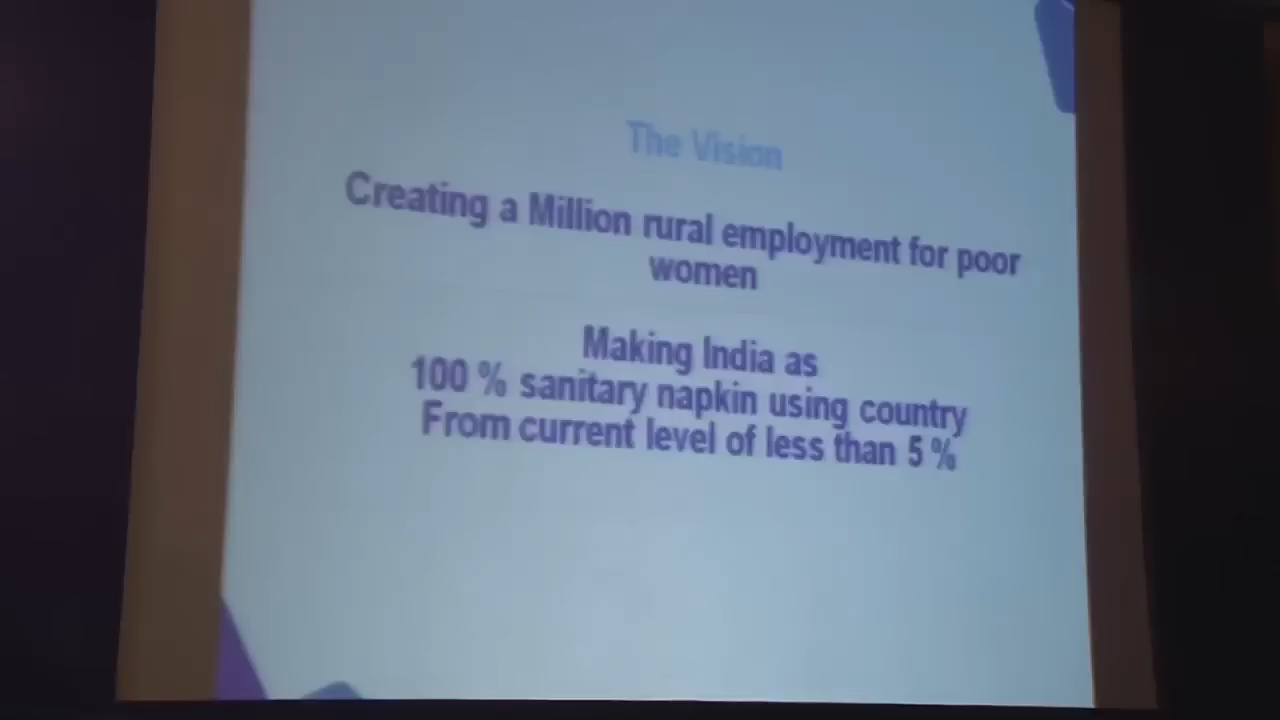 The Vision
Creating a Million rural employment for poor
women
Making India as
100 % sanitary napkin using country
From current level of less than 5 %